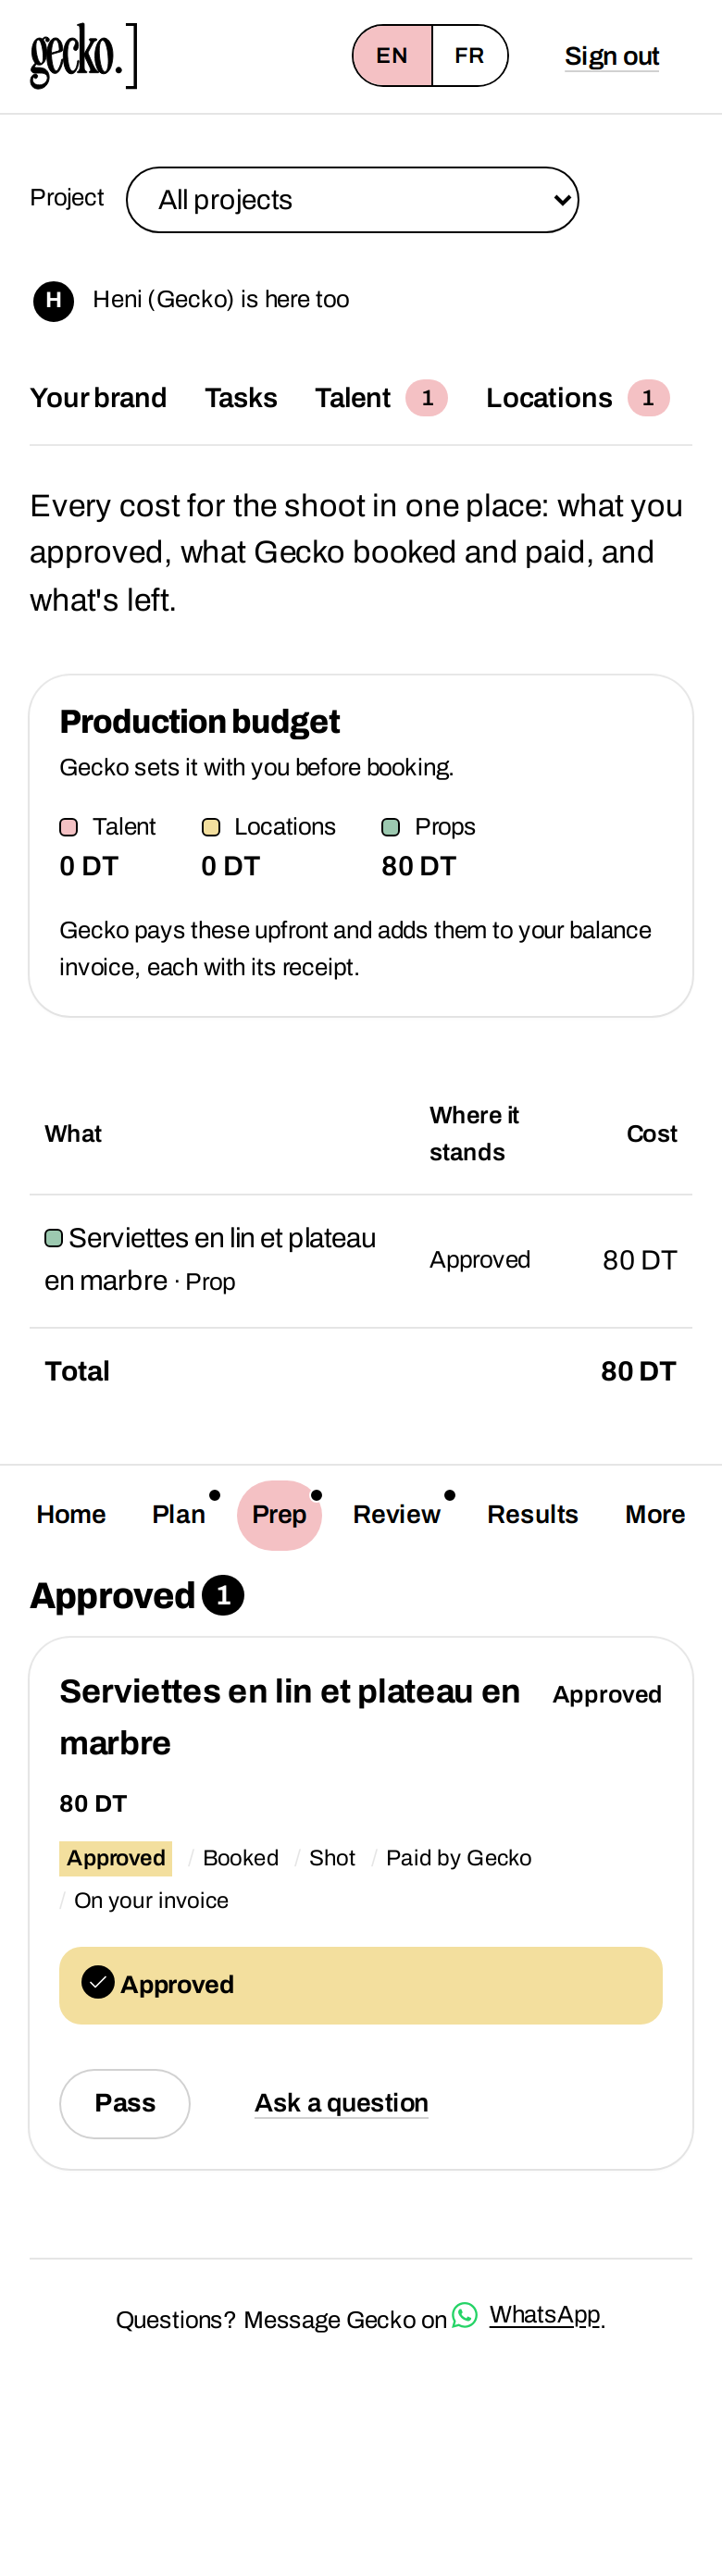 gecko.]
EN FR Sign out
Project All projects
H Heni (Gecko) is here too
Your brand Tasks Talent 1 Locations 1
Every cost for the shoot in one place: what you
approved, what Gecko booked and paid, and
what's left.
Production budget
Gecko sets it with you before booking.
Talent Locations Props
0 DT 0 DT 80 DT
Gecko pays these upfront and adds them to your balance
invoice, each with its receipt.
What Where it stands Cost
Serviettes en lin et plateau
en marbre · Prop Approved 80 DT
Total 80 DT
Home Plan Prep Review Results More
Approved 1
Serviettes en lin et plateau en Approved
marbre
80 DT
Approved / Booked / Shot / Paid by Gecko
/ On your invoice
Approved
Pass Ask a question
Questions? Message Gecko on WhatsApp.